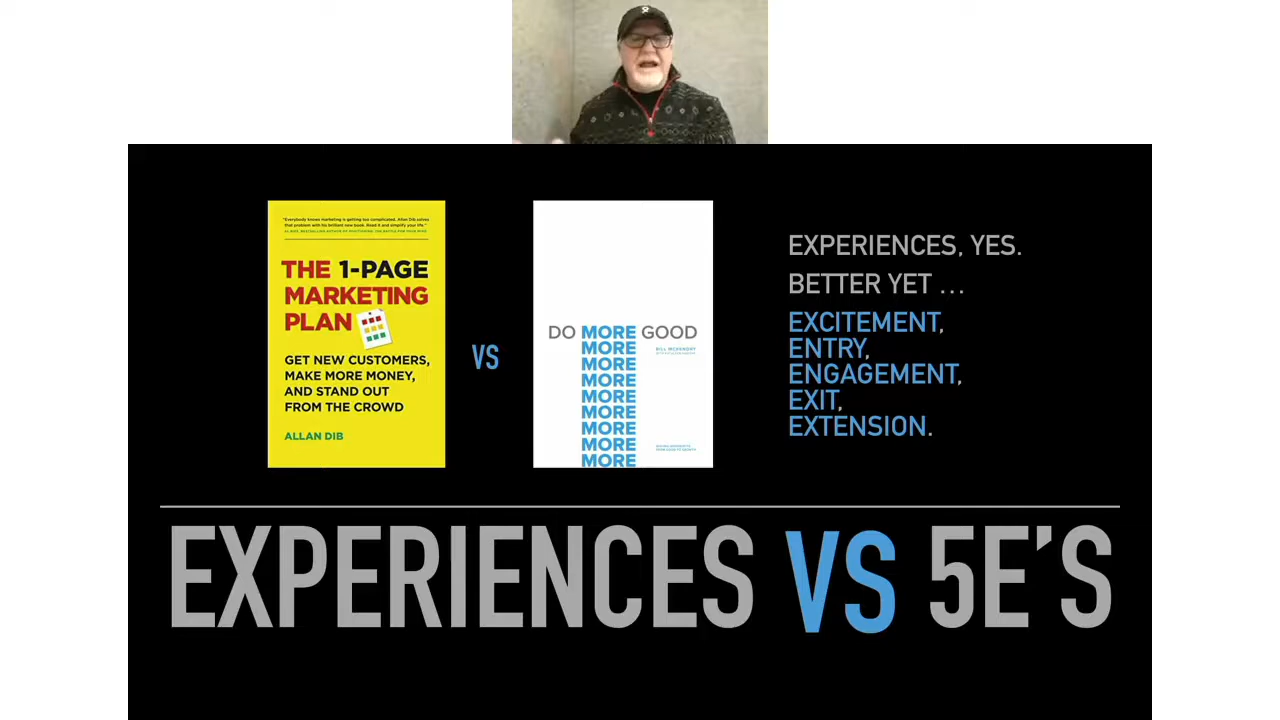 "Everybody knows marketing is getting too complicated. Allan Dib solves
that problem with his brilliant new book. Read it and simplify your life."
THE 1-PAGE
MARKETING
PLAN
GET NEW CUSTOMERS,
MAKE MORE MONEY,
AND STAND OUT
FROM THE CROWD
ALLAN DIB
VS
DO MORE GOOD
BILL MCKENDRY
MORE
MORE
MORE
MORE
MORE
MORE
MORE
MORE
EXPERIENCES, YES.
BETTER YET …
EXCITEMENT,
ENTRY,
ENGAGEMENT,
EXIT,
EXTENSION.
EXPERIENCES VS 5E’S